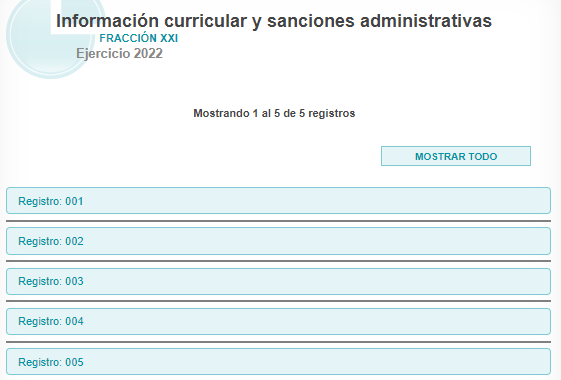 Información curricular y sanciones administrativas
FRACCIÓN XXI
Ejercicio 2022
Mostrando 1 al 5 de 5 registros
MOSTRAR TODO
Registro: 001
Registro: 002
Registro: 003
Registro: 004
Registro: 005